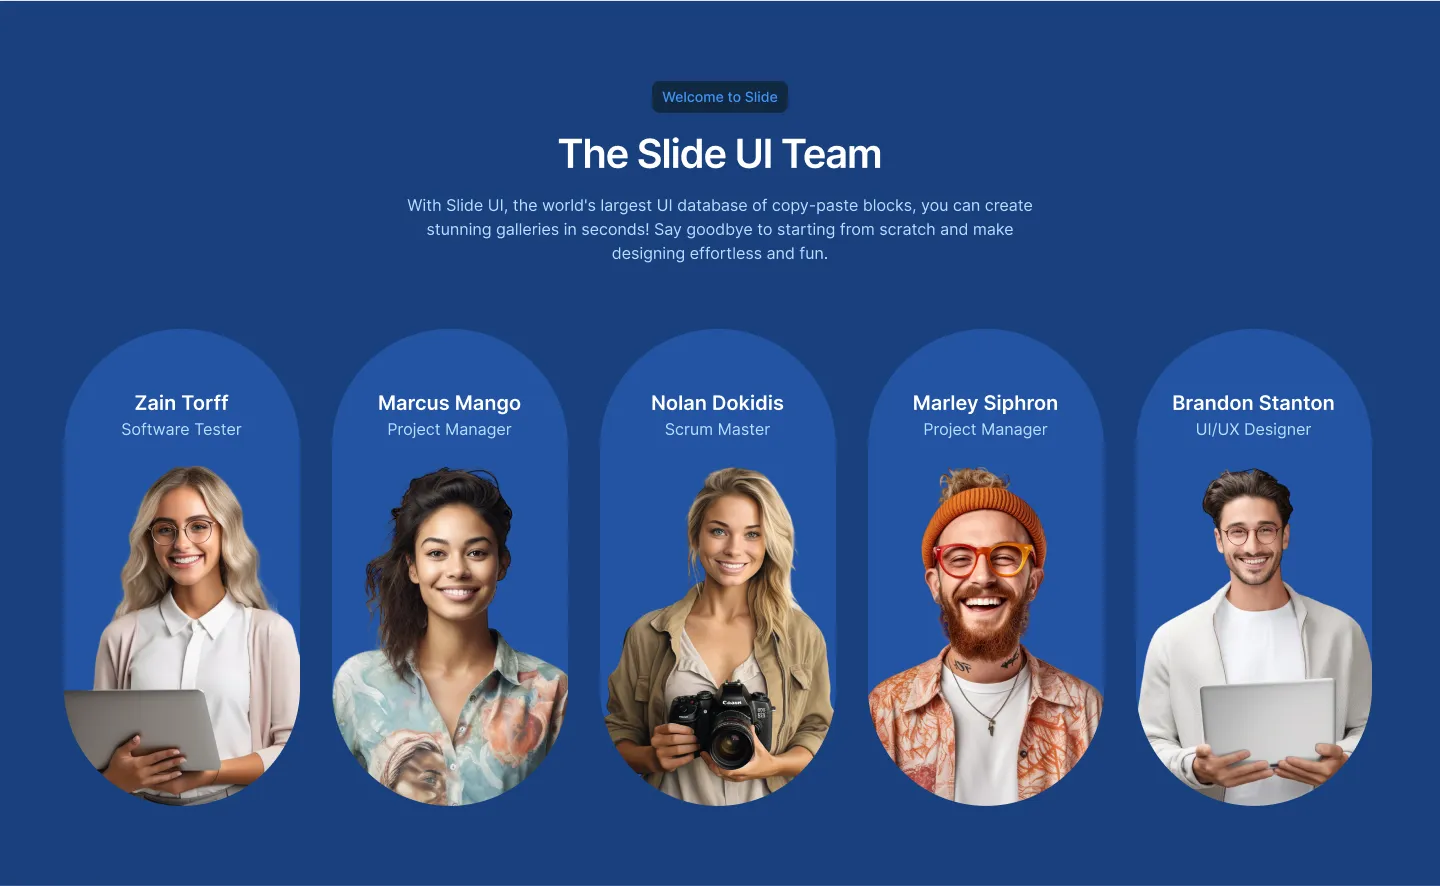 Welcome to Slide
The Slide UI Team
With Slide UI, the world's largest UI database of copy-paste blocks, you can create
stunning galleries in seconds! Say goodbye to starting from scratch and make
designing effortless and fun.
Zain Torff
Software Tester
Marcus Mango
Project Manager
Nolan Dokidis
Scrum Master
Marley Siphron
Project Manager
Brandon Stanton
UI/UX Designer
Canon